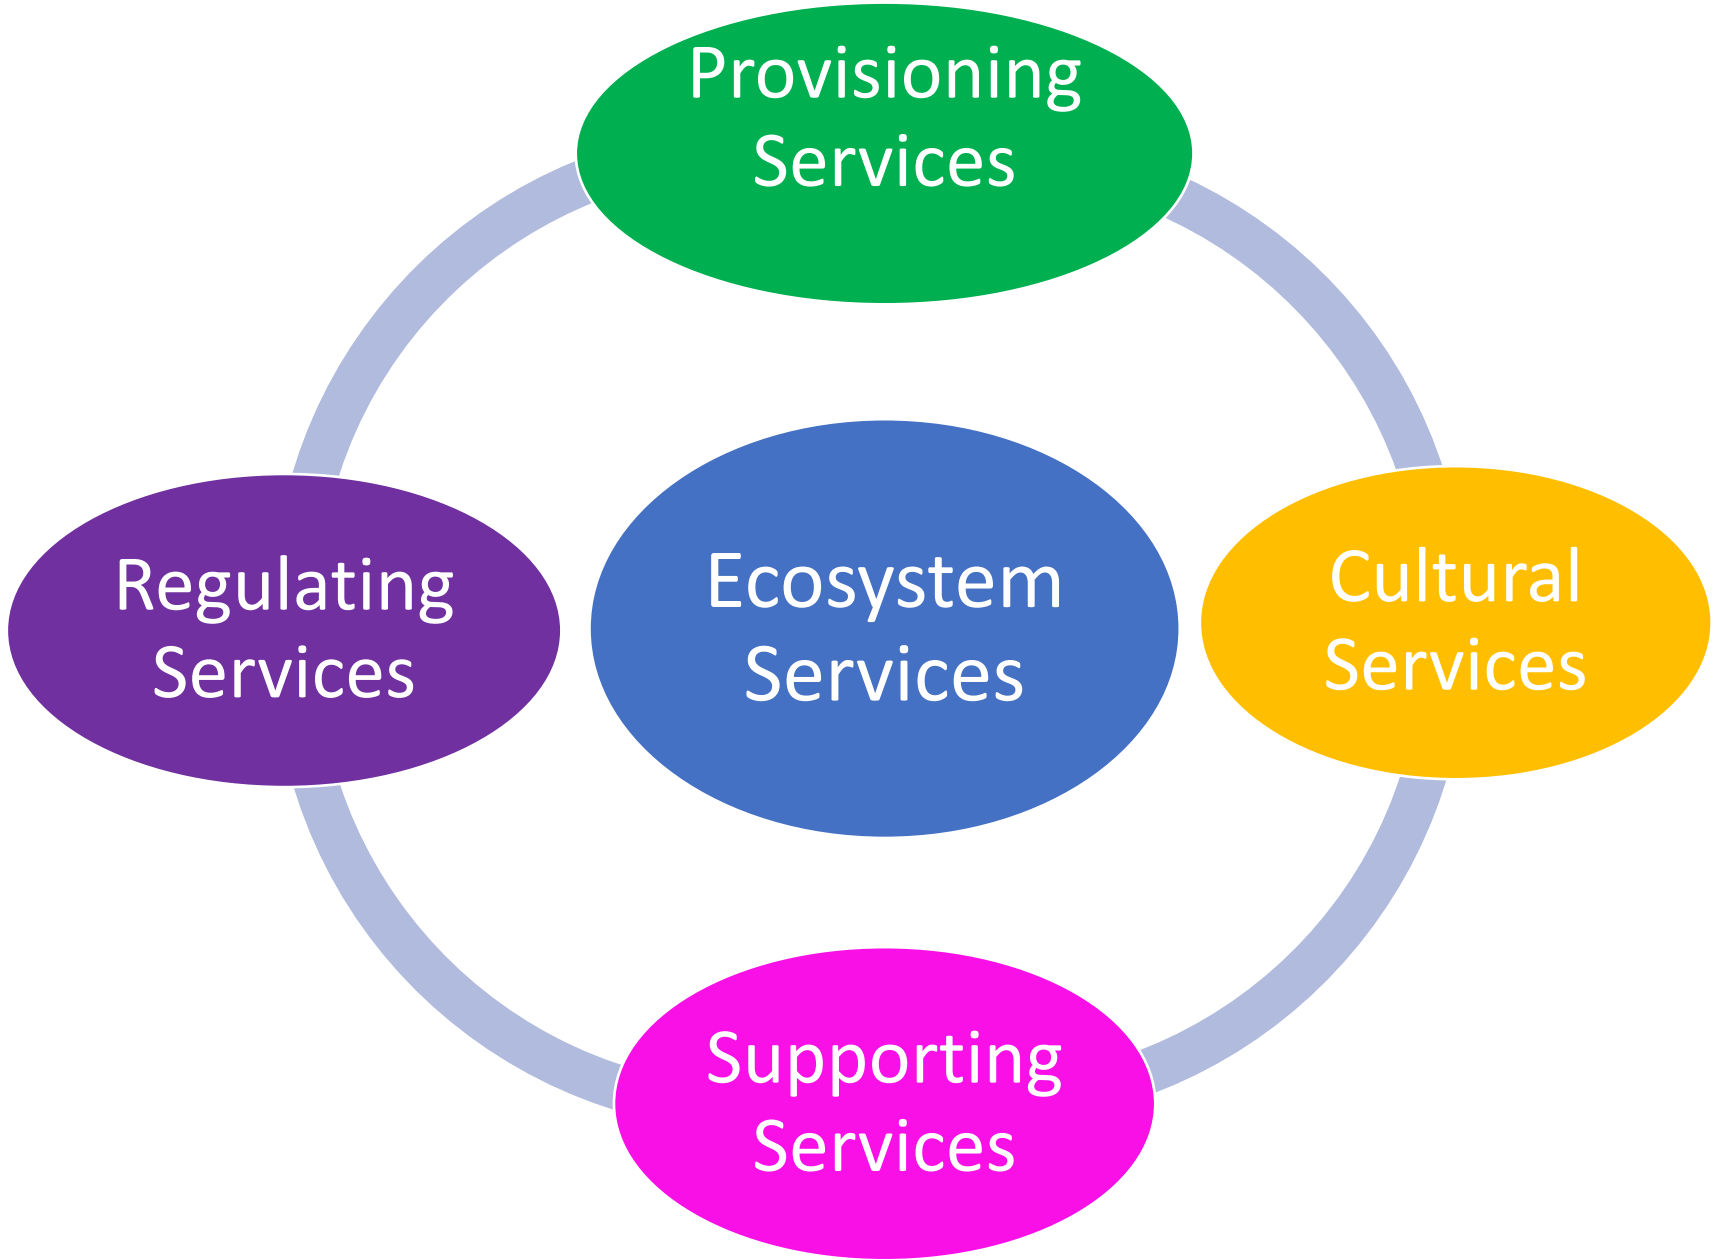 Provisioning
Services
Regulating
Services
Ecosystem
Services
Cultural
Services
Supporting
Services